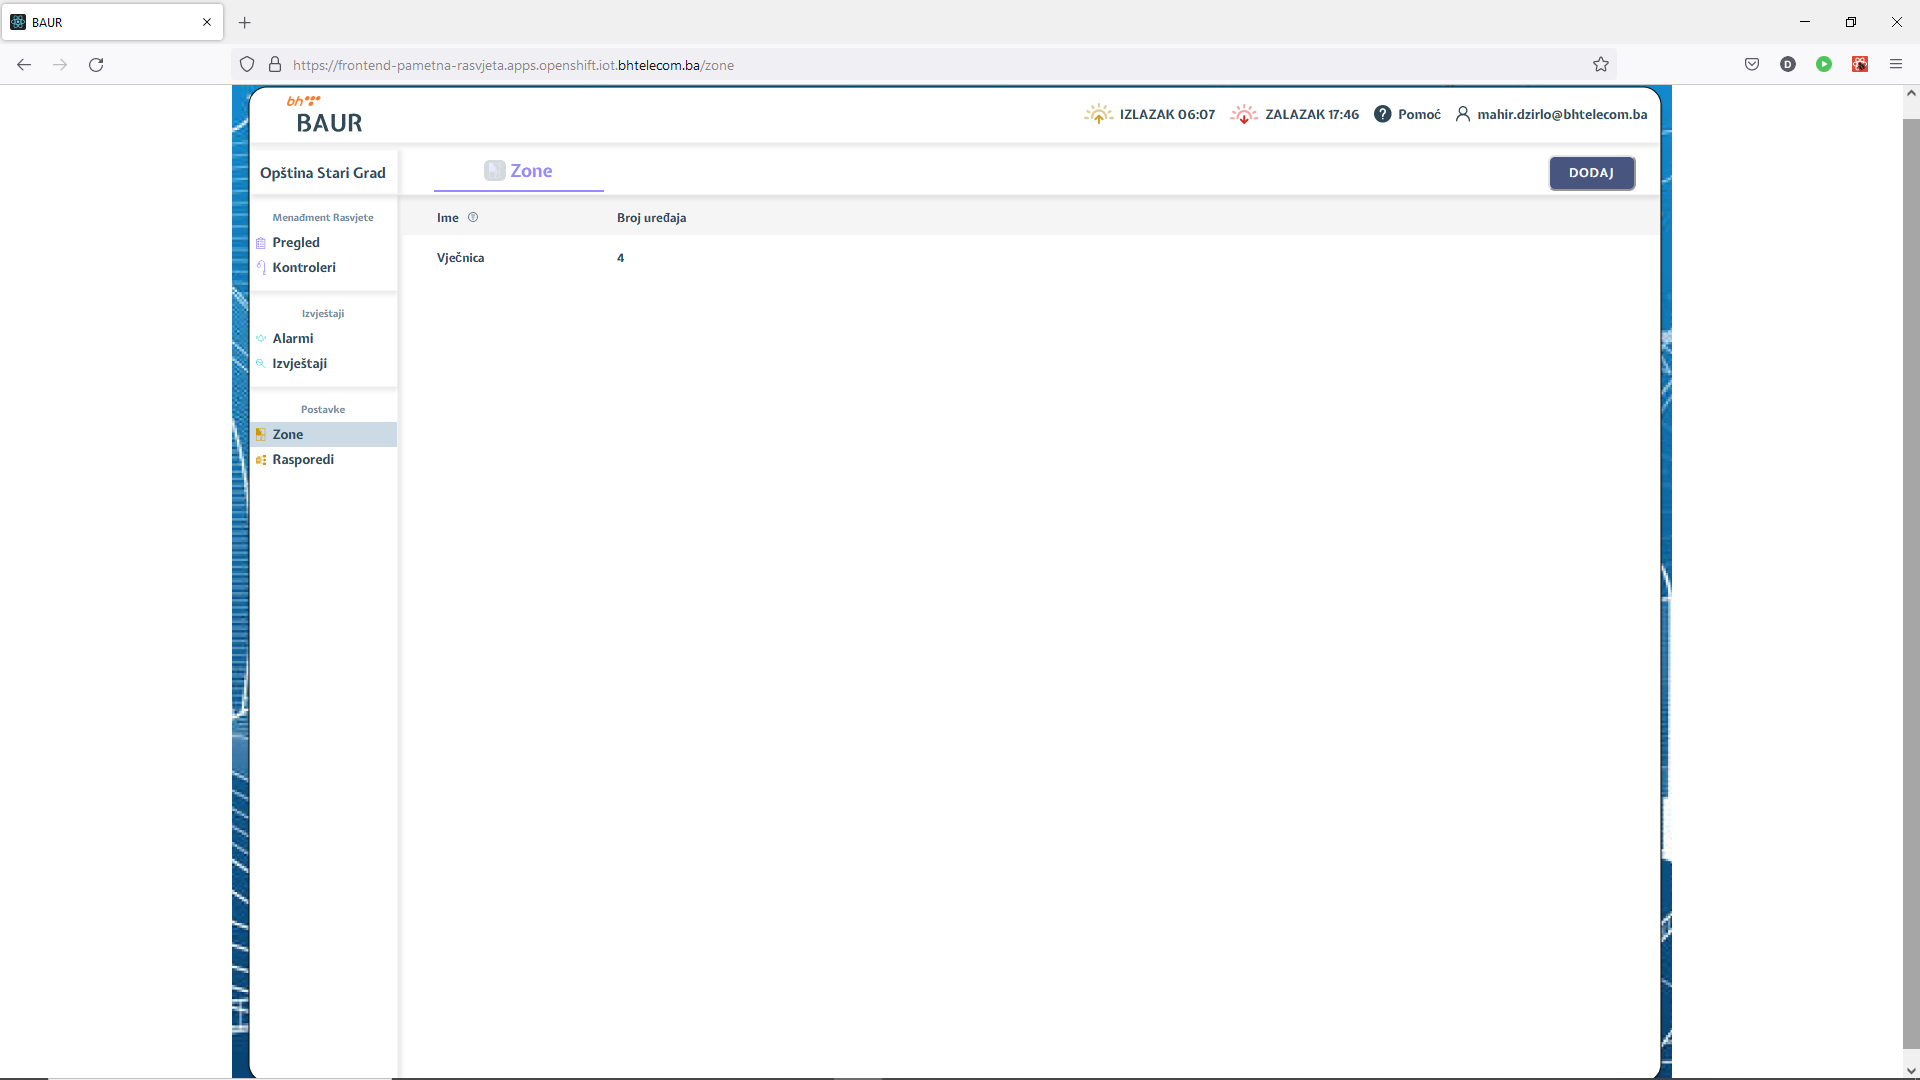 BAUR
https://frontend-pametna-rasvjeta.apps.openshift.iot.bhtelecom.ba/zone
D
bh
BAUR
IZLAZAK 06:07
ZALAZAK 17:46
? Pomoć
mahir.dzirlo@bhtelecom.ba
Opština Stari Grad
Zone
DODAJ
Menađment Rasvjete
Pregled
Kontroleri
Izvještaji
Alarmi
Izvještaji
Postavke
Zone
Rasporedi
Ime
Broj uređaja
Vječnica
4